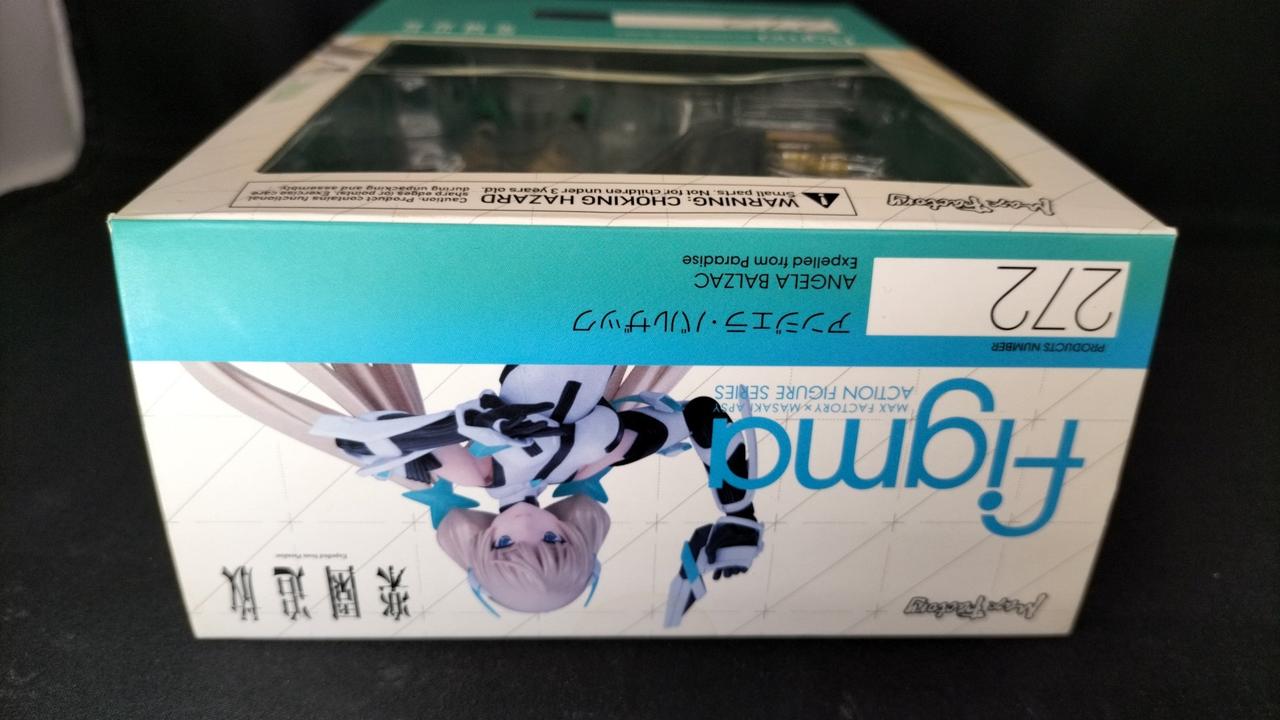 Max Factory
figma
MAX FACTORY × MASAKI APSY
ACTION FIGURE SERIES
楽園追放
Expelled from Paradise
PRODUCTS NUMBER
272
アンジェラ・バルザック
ANGELA BALZAC
Expelled from Paradise
Max Factory
WARNING: CHOKING HAZARD
Small parts. Not for children under 3 years old.
Caution: Product contains functional
sharp edges (or points). Exercise care
during unpacking and assembly.
figma